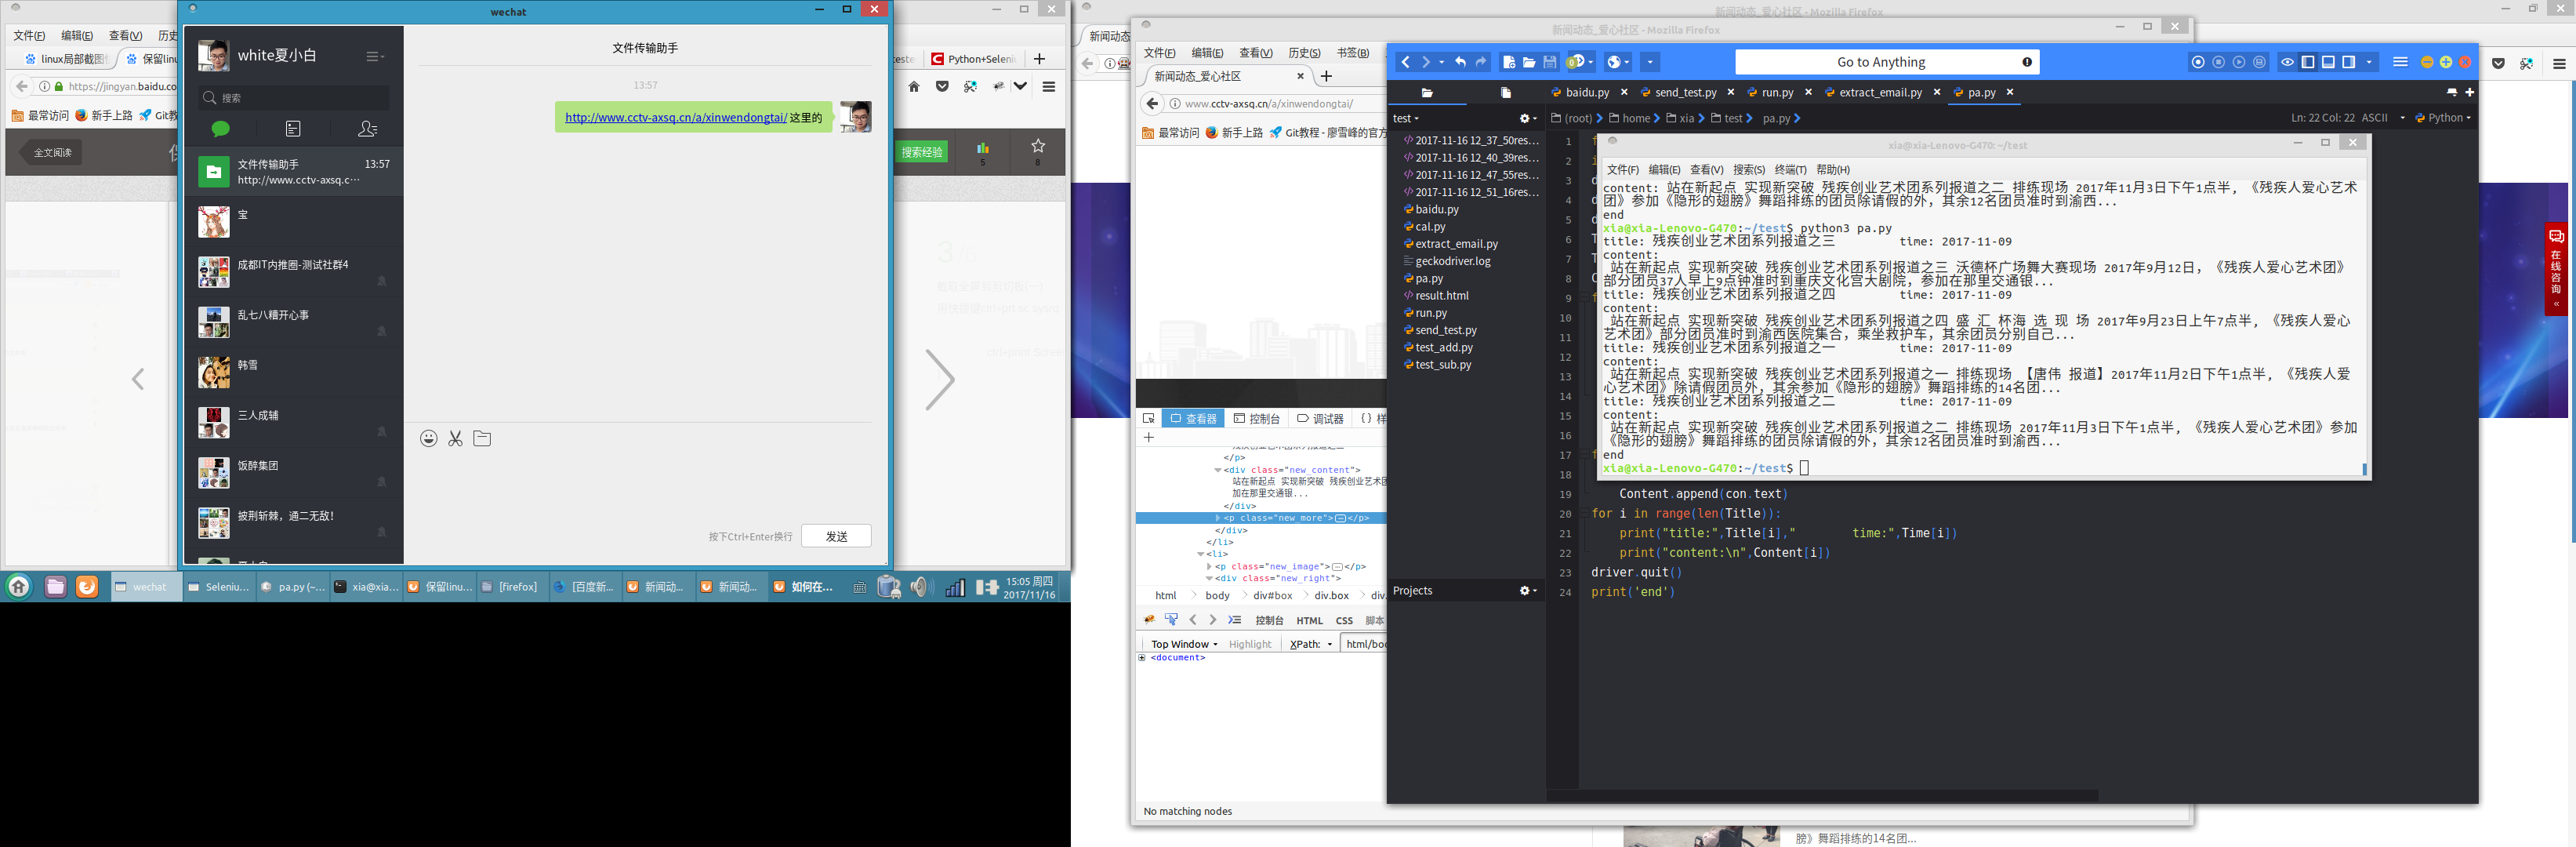 wechat
文件(F) 编辑(E) 查看(V) 历史
linux局部截图
保留linu
Python+Seleni
https://jingyan.baidu.co
最常访问 新手上路 Git教
全文阅读
搜索经验
5
8
white夏小白
搜索
文件传输助手 13:57
http://www.cctv-axsq.c…
宝
成都IT内推圈-测试社群4
乱七八糟开心事
韩雪
三人成辅
饭醉集团
披荆斩棘，通二无敌！
文件传输助手
13:57
http://www.cctv-axsq.cn/a/xinwendongtai/ 这里的
按下Ctrl+Enter换行
发送
wechat
Seleniu...
pa.py (~...
xia@xia...
保留linu...
[firefox]
[百度新...
新闻动...
新闻动...
如何在...
15:05 周四
2017/11/16
新闻动态_爱心社区 - Mozilla Firefox
新闻动态
新闻动态_爱心社区 - Mozilla Firefox
文件(F) 编辑(E) 查看(V) 历史(S) 书签(B)
新闻动态_爱心社区
www.cctv-axsq.cn/a/xinwendongtai/
最常访问 新手上路 Git教程 - 廖雪峰的官方
查看器 控制台 调试器 {} 样
</p>
<div class="new_content">
站在新起点 实现新突破 残疾创业艺术团
加在那里交通银...
</div>
<p class="new_more"></p>
</div>
</li>
<li>
<p class="new_image"></p>
<div class="new_right">
html body div#box div.box div.
控制台 HTML CSS 脚本
Top Window Highlight XPath: html/bod
<document>
No matching nodes
Go to Anything
baidu.py send_test.py run.py extract_email.py pa.py
test
(root) home xia test pa.py
Ln: 22 Col: 22 ASCII Python
2017-11-16 12_37_50res...
2017-11-16 12_40_39res...
2017-11-16 12_47_55res...
2017-11-16 12_51_16res...
baidu.py
cal.py
extract_email.py
geckodriver.log
pa.py
result.html
run.py
send_test.py
test_add.py
test_sub.py
Projects
1
2
3
4
5
6
7
8
9
10
11
12
13
14
15
16
17
18
19 Content.append(con.text)
20 for i in range(len(Title)):
21 print("title:",Title[i]," time:",Time[i])
22 print("content:\n",Content[i])
23 driver.quit()
24 print('end')
xia@xia-Lenovo-G470: ~/test
文件(F) 编辑(E) 查看(V) 搜索(S) 终端(T) 帮助(H)
content: 站在新起点 实现新突破 残疾创业艺术团系列报道之二 排练现场 2017年11月3日下午1点半，《残疾人爱心艺术
团》参加《隐形的翅膀》舞蹈排练的团员除请假的外，其余12名团员准时到渝西...
end
xia@xia-Lenovo-G470:~/test$ python3 pa.py
title: 残疾创业艺术团系列报道之三 time: 2017-11-09
content:
站在新起点 实现新突破 残疾创业艺术团系列报道之三 沃德杯广场舞大赛现场 2017年9月12日，《残疾人爱心艺术团》
部分团员37人早上9点钟准时到重庆文化宫大剧院，参加在那里交通银...
title: 残疾创业艺术团系列报道之四 time: 2017-11-09
content:
站在新起点 实现新突破 残疾创业艺术团系列报道之四 盛 汇 杯海 选 现 场 2017年9月23日上午7点半，《残疾人爱心
艺术团》部分团员准时到渝西医院集合，乘坐救护车，其余团员分别自己...
title: 残疾创业艺术团系列报道之一 time: 2017-11-09
content:
站在新起点 实现新突破 残疾创业艺术团系列报道之一 排练现场 【唐伟 报道】2017年11月2日下午1点半，《残疾人爱
心艺术团》除请假团员外，其余参加《隐形的翅膀》舞蹈排练的14名团...
title: 残疾创业艺术团系列报道之二 time: 2017-11-09
content:
站在新起点 实现新突破 残疾创业艺术团系列报道之二 排练现场 2017年11月3日下午1点半，《残疾人爱心艺术团》参加
《隐形的翅膀》舞蹈排练的团员除请假的外，其余12名团员准时到渝西...
end
xia@xia-Lenovo-G470:~/test$
在线咨询
膀》舞蹈排练的14名团...